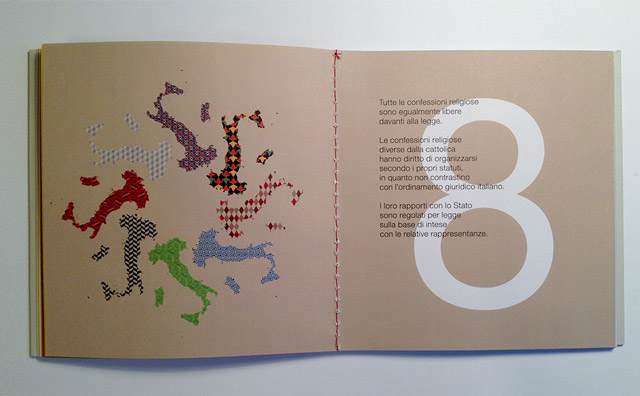 Tutte le confessioni religiose
sono egualmente libere
davanti alla legge.
Le confessioni religiose
diverse dalla cattolica
hanno diritto di organizzarsi
secondo i propri statuti,
in quanto non contrastino
con l'ordinamento giuridico italiano.
I loro rapporti con lo Stato
sono regolati per legge
sulla base di intese
con le relative rappresentanze.
8